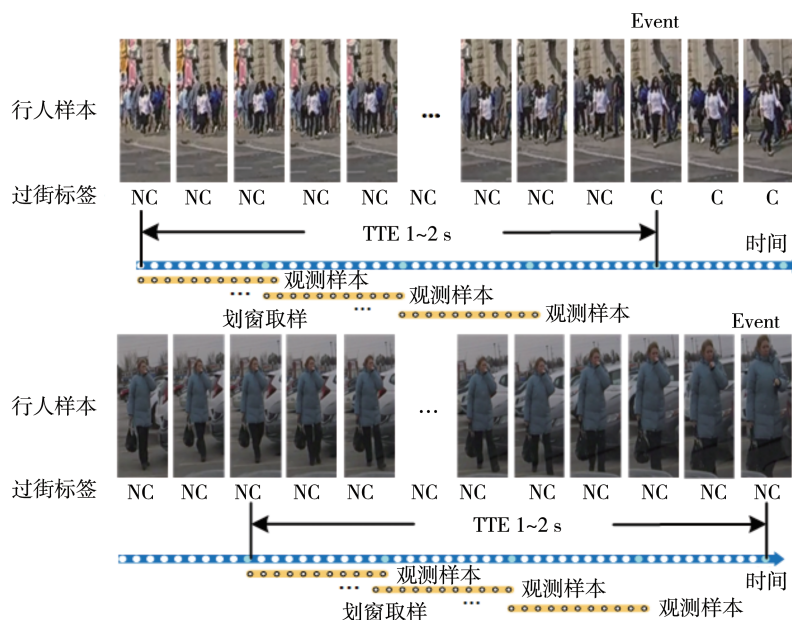 Event
行人样本
...
过街标签 NC NC NC NC NC NC NC NC NC C C C
TTE 1~2 s
时间
观测样本
... 观测样本
划窗取样 ... 观测样本
Event
行人样本
...
过街标签 NC NC NC NC NC NC NC NC NC NC NC NC
TTE 1~2 s
时间
观测样本
... 观测样本
划窗取样 ... 观测样本